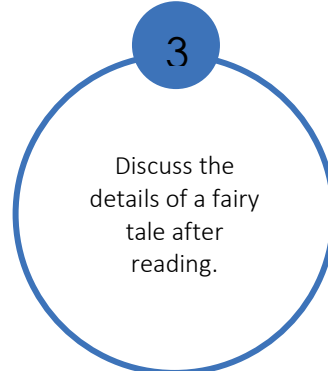 3
Discuss the
details of a fairy
tale after
reading.